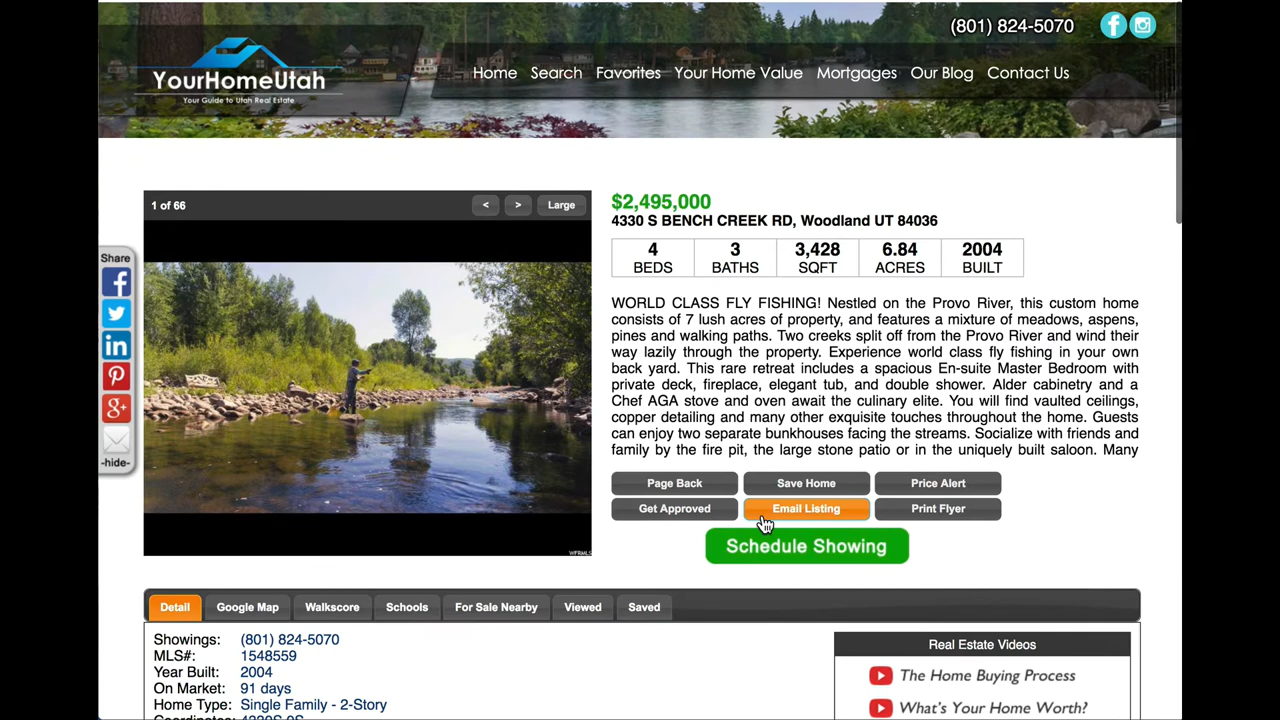 (801) 824-5070
YourHomeUtah
Your Guide to Utah Real Estate
Home Search Favorites Your Home Value Mortgages Our Blog Contact Us
1 of 66 < > Large
$2,495,000
4330 S BENCH CREEK RD, Woodland UT 84036
4 3 3,428 6.84 2004
BEDS BATHS SQFT ACRES BUILT
WORLD CLASS FLY FISHING! Nestled on the Provo River, this custom home
consists of 7 lush acres of property, and features a mixture of meadows, aspens,
pines and walking paths. Two creeks split off from the Provo River and wind their
way lazily through the property. Experience world class fly fishing in your own
back yard. This rare retreat includes a spacious En-suite Master Bedroom with
private deck, fireplace, elegant tub, and double shower. Alder cabinetry and a
Chef AGA stove and oven await the culinary elite. You will find vaulted ceilings,
copper detailing and many other exquisite touches throughout the home. Guests
can enjoy two separate bunkhouses facing the streams. Socialize with friends and
family by the fire pit, the large stone patio or in the uniquely built saloon. Many
Share
f
in
g+
-hide-
WFRMLS
Page Back Save Home Price Alert
Get Approved Email Listing Print Flyer
Schedule Showing
Detail Google Map Walkscore Schools For Sale Nearby Viewed Saved
Showings: (801) 824-5070
MLS#: 1548559
Year Built: 2004
On Market: 91 days
Home Type: Single Family - 2-Story
Real Estate Videos
The Home Buying Process
What's Your Home Worth?